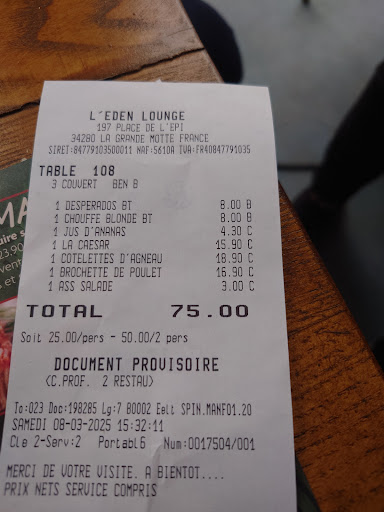 L'EDEN LOUNGE
197 PLACE DE L'EPI
34280 LA GRANDE MOTTE FRANCE
SIRET:84779103500011 NAF:5610A TVA:FR40847791035
TABLE 108
3 COUVERT BEN B
1 DESPERADOS BT 8.00 B
1 CHOUFFE BLONDE BT 8.00 B
1 JUS D'ANANAS 4.30 C
1 LA CAESAR 15.90 C
1 COTELETTES D'AGNEAU 18.90 C
1 BROCHETTE DE POULET 16.90 C
1 ASS SALADE 3.00 C
TOTAL 75.00
Soit 25.00/pers - 50.00/2 pers
DOCUMENT PROVISOIRE
(C.PROF. 2 RESTAU)
To:023 Doc:198285 Lg:7 B0002 Eelt SPIN.MANF01.20
SAMEDI 08-03-2025 15:32:11
Cle 2-Serv:2 Portabl6 Num:0017504/001
MERCI DE VOTRE VISITE. A BIENTOT....
PRIX NETS SERVICE COMPRIS